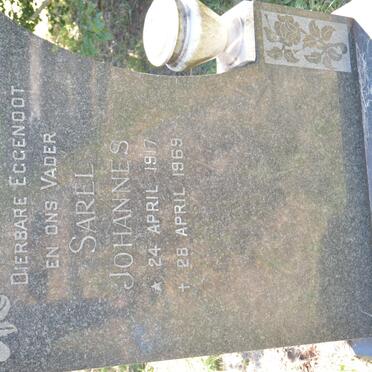 DIERBARE EGGENOOT
EN ONS VADER
SAREL
JOHANNES
★ 24 APRIL 1917
† 28 APRIL 1969